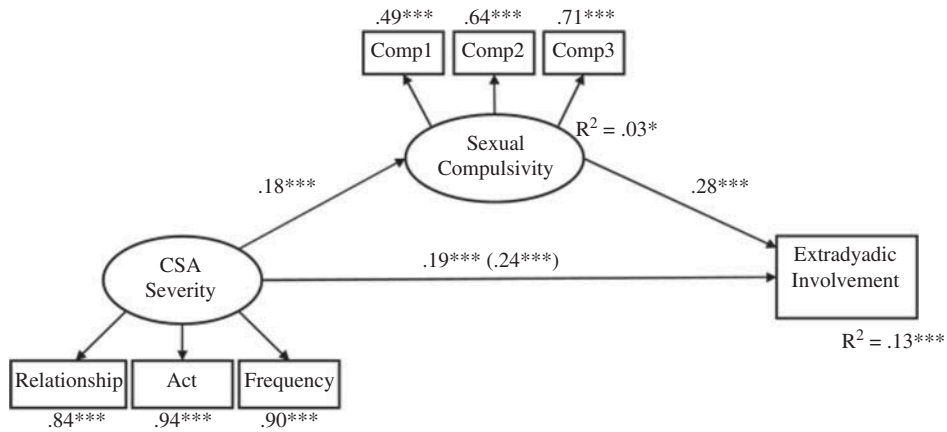 .49*** .64*** .71***
Comp1 Comp2 Comp3
R² = .03*
Sexual
Compulsivity
.18*** .28***
.19*** (.24***)
CSA
Severity
Extradyadic
Involvement
R² = .13***
Relationship Act Frequency
.84*** .94*** .90***